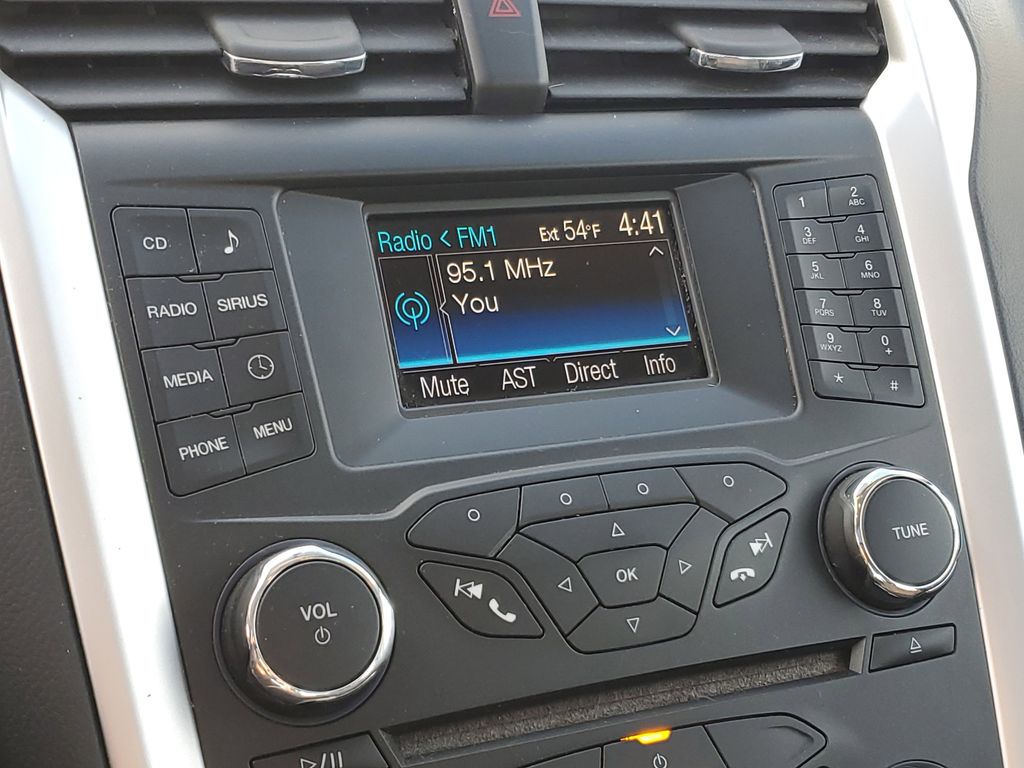 CD
RADIO SIRIUS
MEDIA
PHONE MENU
Radio < FM1 Ext 54°F 4:41
95.1 MHz
You
Mute AST Direct Info
1 2 ABC
3 DEF 4 GHI
5 JKL 6 MNO
7 PQRS 8 TUV
9 WXYZ 0 +
* #
OK
VOL
TUNE